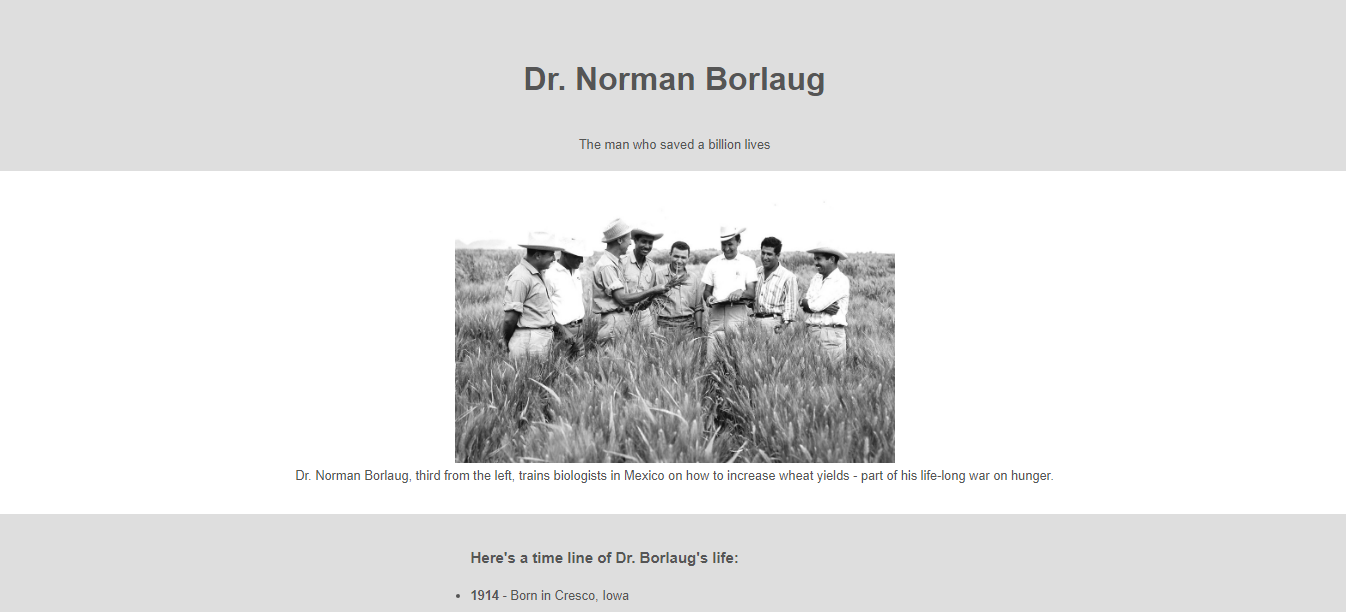 Dr. Norman Borlaug
The man who saved a billion lives
Dr. Norman Borlaug, third from the left, trains biologists in Mexico on how to increase wheat yields - part of his life-long war on hunger.
Here's a time line of Dr. Borlaug's life:
• 1914 - Born in Cresco, Iowa